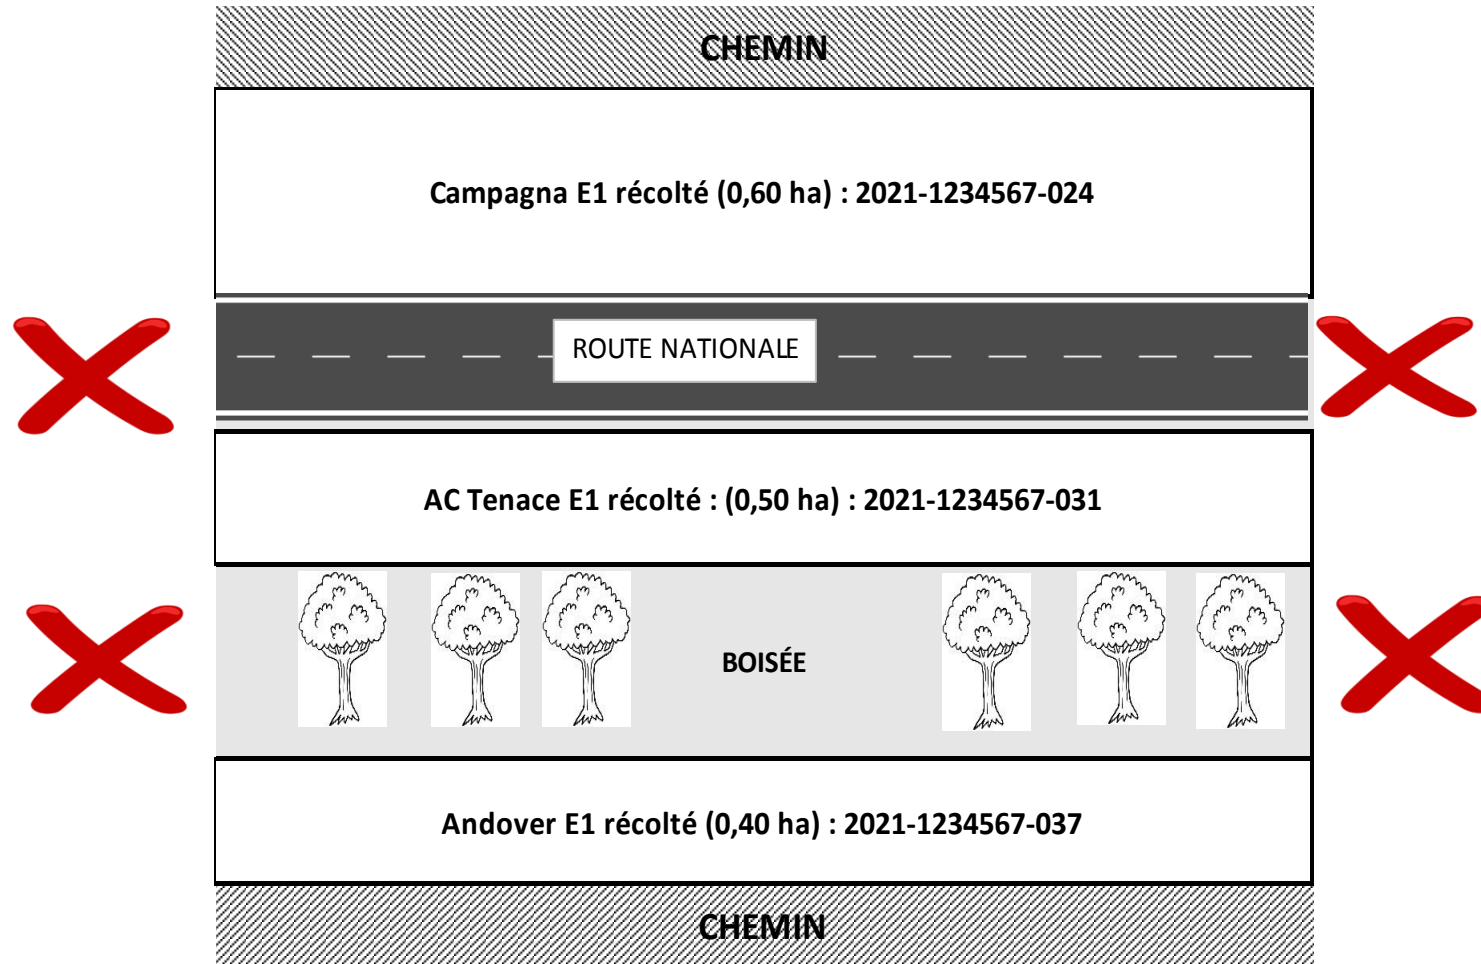 CHEMIN
Campagna E1 récolté (0,60 ha) : 2021-1234567-024
ROUTE NATIONALE
AC Tenace E1 récolté : (0,50 ha) : 2021-1234567-031
BOISÉE
Andover E1 récolté (0,40 ha) : 2021-1234567-037
CHEMIN